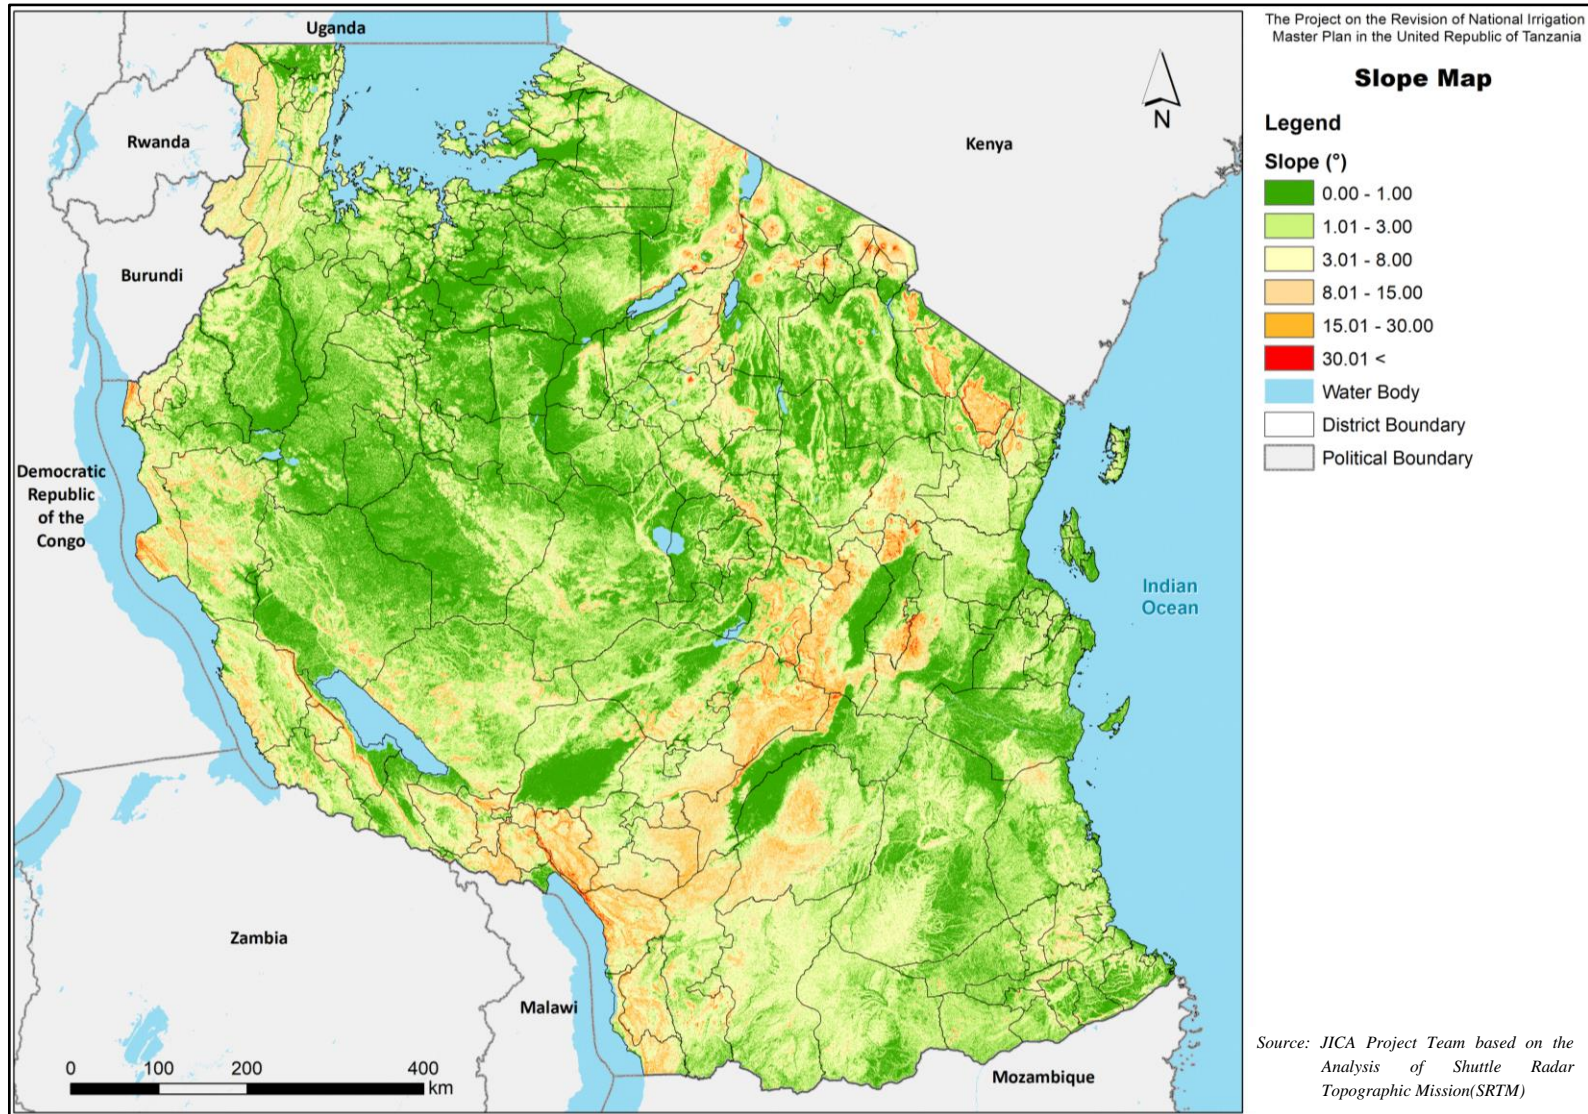 The Project on the Revision of National Irrigation
Master Plan in the United Republic of Tanzania
Slope Map
Legend
Slope (°)
0.00 - 1.00
1.01 - 3.00
3.01 - 8.00
8.01 - 15.00
15.01 - 30.00
30.01 <
Water Body
District Boundary
Political Boundary
Uganda
N
Rwanda
Kenya
Burundi
Democratic
Republic
of the
Congo
Indian
Ocean
Zambia
Malawi
Mozambique
0 100 200 400
km
Source: JICA Project Team based on the
Analysis of Shuttle Radar
Topographic Mission(SRTM)